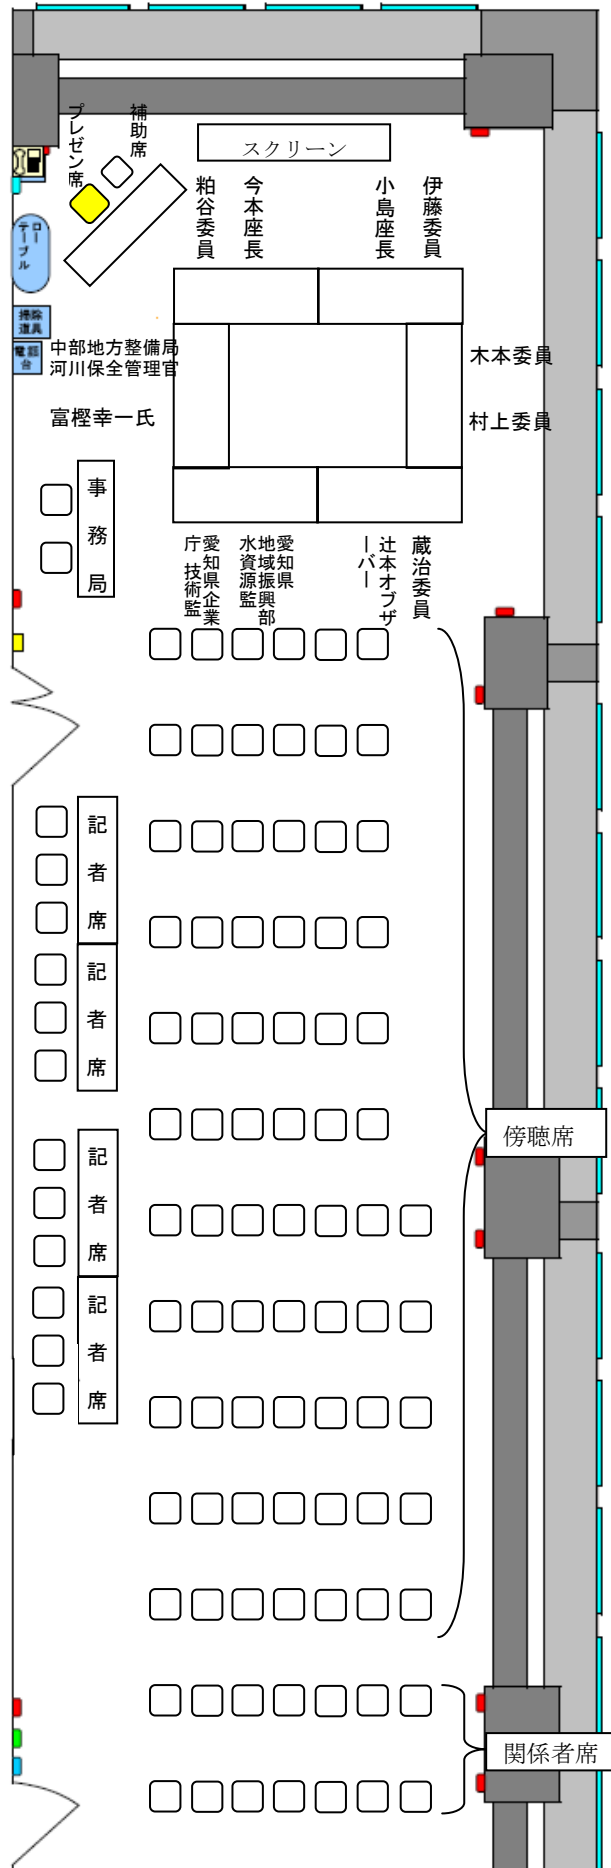 スクリーン
補助席
プレゼン席
伊藤委員
小島座長
今本座長
粕谷委員
ロー
テーブル
掃除
道具
電話
台
中部地方整備局
河川保全管理官
富樫幸一氏
木本委員
村上委員
事務局
蔵治委員
辻本オブザ
ーバー
愛知県
地域振興部
水資源監
愛知県企業
庁 技術監
記者席
記者席
記者席
記者席
傍聴席
関係者席